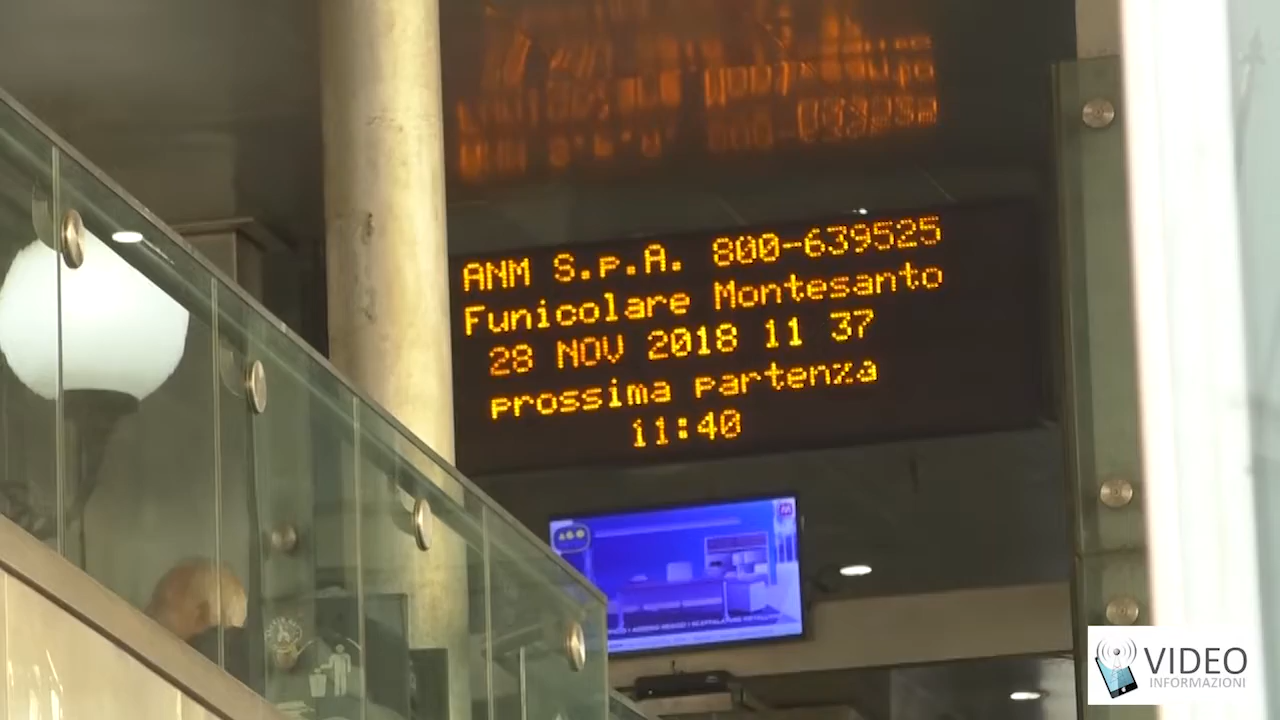 ANM S.p.A. 800-639525
Funicolare Montesanto
28 NOV 2018 11 37
prossima partenza
11:40
VIDEO
INFORMAZIONI